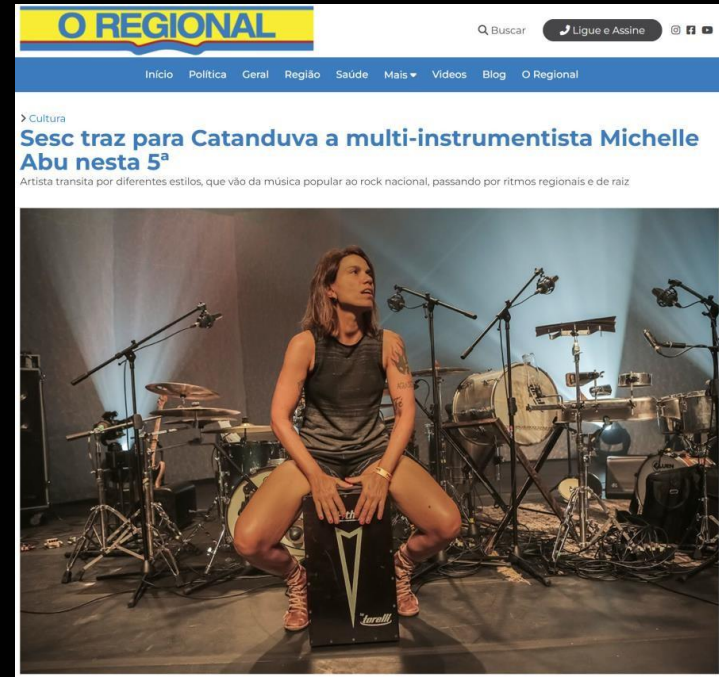 O REGIONAL
Buscar
Ligue e Assine
Início Política Geral Região Saúde Mais Videos Blog O Regional
Cultura
Sesc traz para Catanduva a multi-instrumentista Michelle
Abu nesta 5ª
Artista transita por diferentes estilos, que vão da música popular ao rock nacional, passando por ritmos regionais e de raiz
torelli